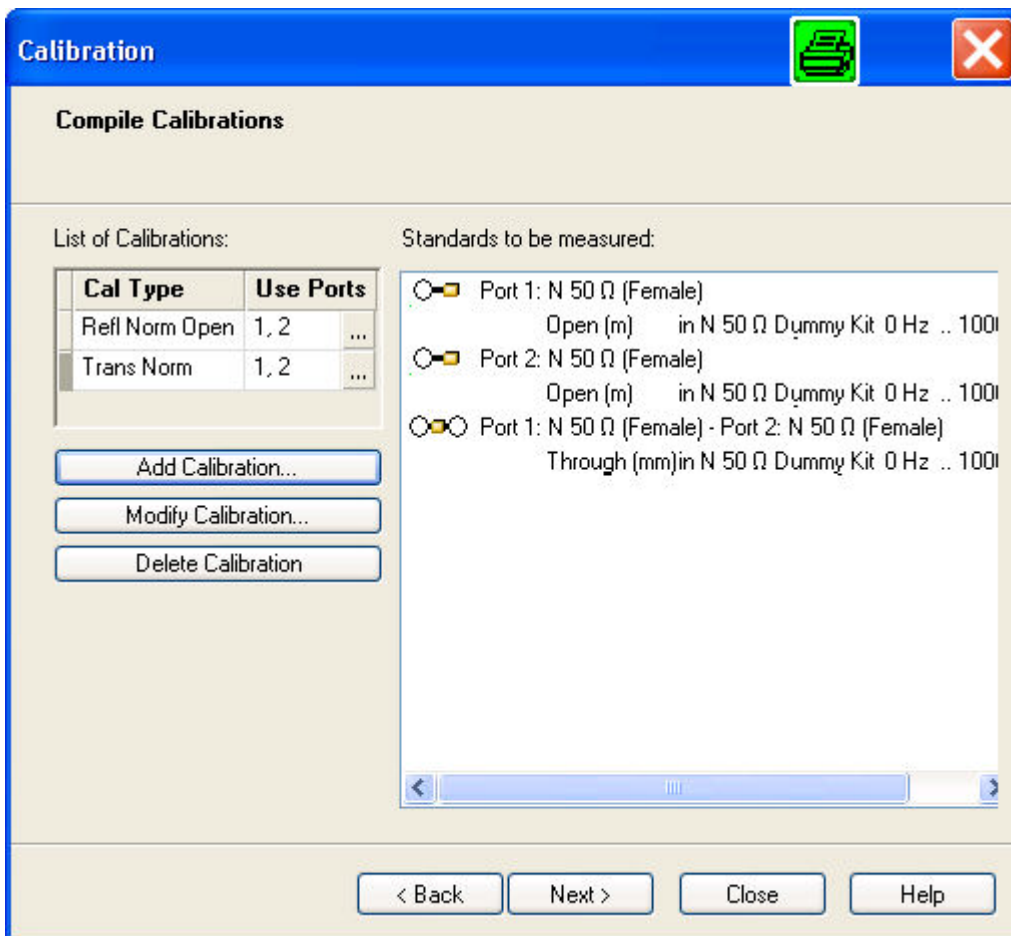 Calibration
Compile Calibrations
List of Calibrations:
Cal Type Use Ports
Refl Norm Open 1, 2 ...
Trans Norm 1, 2 ...
Add Calibration...
Modify Calibration...
Delete Calibration
Standards to be measured:
Port 1: N 50 Ω (Female)
Open (m) in N 50 Ω Dummy Kit 0 Hz ..
Port 2: N 50 Ω (Female)
Open (m) in N 50 Ω Dummy Kit 0 Hz ..
Port 1: N 50 Ω (Female) - Port 2: N 50 Ω (Female)
Through (mm)in N 50 Ω Dummy Kit 0 Hz ..
< Back Next > Close Help